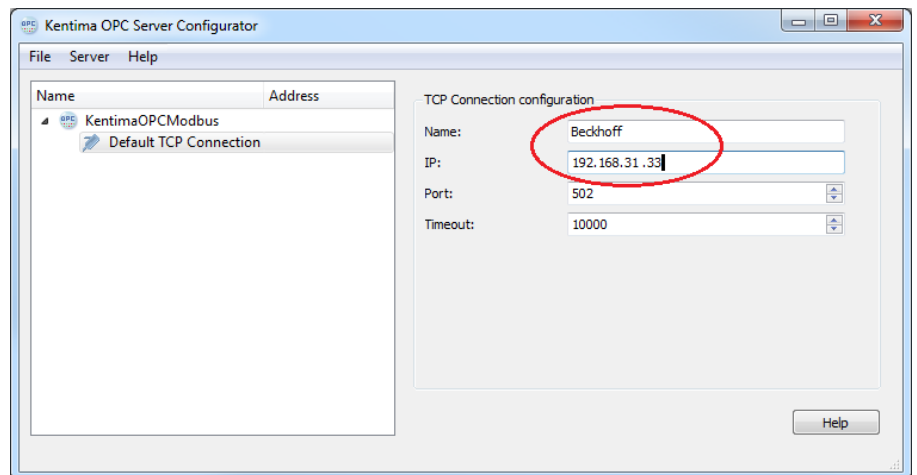 Kentima OPC Server Configurator
File Server Help
Name Address
KentimaOPCModbus
Default TCP Connection
TCP Connection configuration
Name: Beckhoff
IP: 192.168.31.33
Port: 502
Timeout: 10000
Help